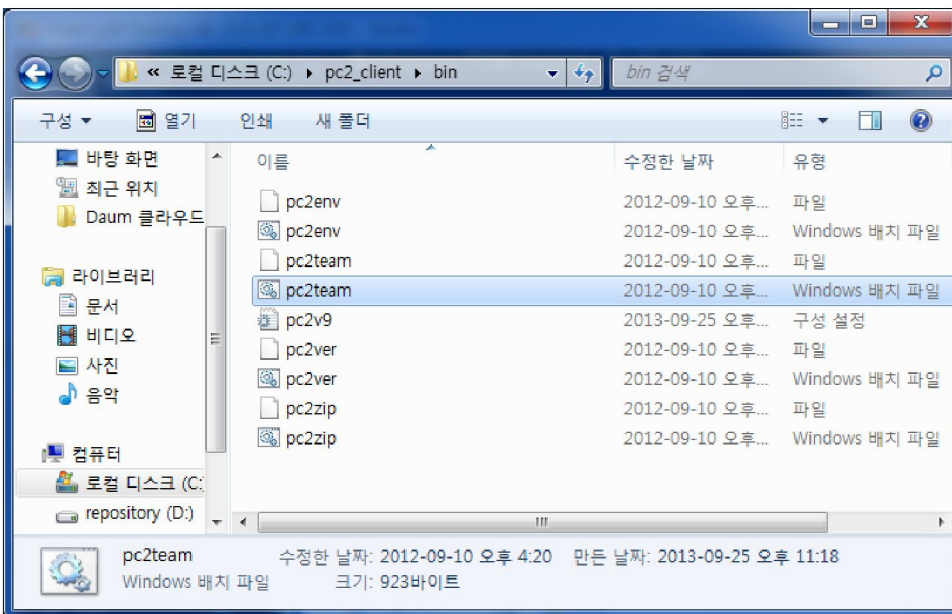 « 로컬 디스크 (C:) ▸ pc2_client ▸ bin
bin 검색
구성 ▼ 열기 인쇄 새 폴더
바탕 화면
최근 위치
Daum 클라우드
라이브러리
문서
비디오
사진
음악
컴퓨터
로컬 디스크 (C:
repository (D:)
이름 수정한 날짜 유형
pc2env 2012-09-10 오후... 파일
pc2env 2012-09-10 오후... Windows 배치 파일
pc2team 2012-09-10 오후... 파일
pc2team 2012-09-10 오후... Windows 배치 파일
pc2v9 2013-09-25 오후... 구성 설정
pc2ver 2012-09-10 오후... 파일
pc2ver 2012-09-10 오후... Windows 배치 파일
pc2zip 2012-09-10 오후... 파일
pc2zip 2012-09-10 오후... Windows 배치 파일
pc2team 수정한 날짜: 2012-09-10 오후 4:20 만든 날짜: 2013-09-25 오후 11:18
Windows 배치 파일 크기: 923바이트